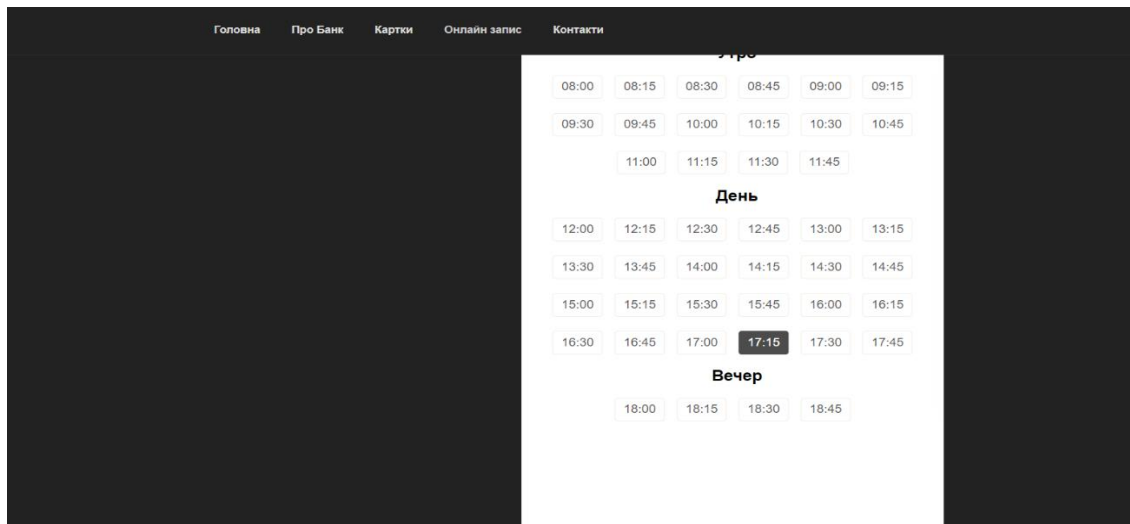 Головна Про Банк Картки Онлайн запис Контакти
08:00 08:15 08:30 08:45 09:00 09:15
09:30 09:45 10:00 10:15 10:30 10:45
11:00 11:15 11:30 11:45
День
12:00 12:15 12:30 12:45 13:00 13:15
13:30 13:45 14:00 14:15 14:30 14:45
15:00 15:15 15:30 15:45 16:00 16:15
16:30 16:45 17:00 17:15 17:30 17:45
Вечер
18:00 18:15 18:30 18:45